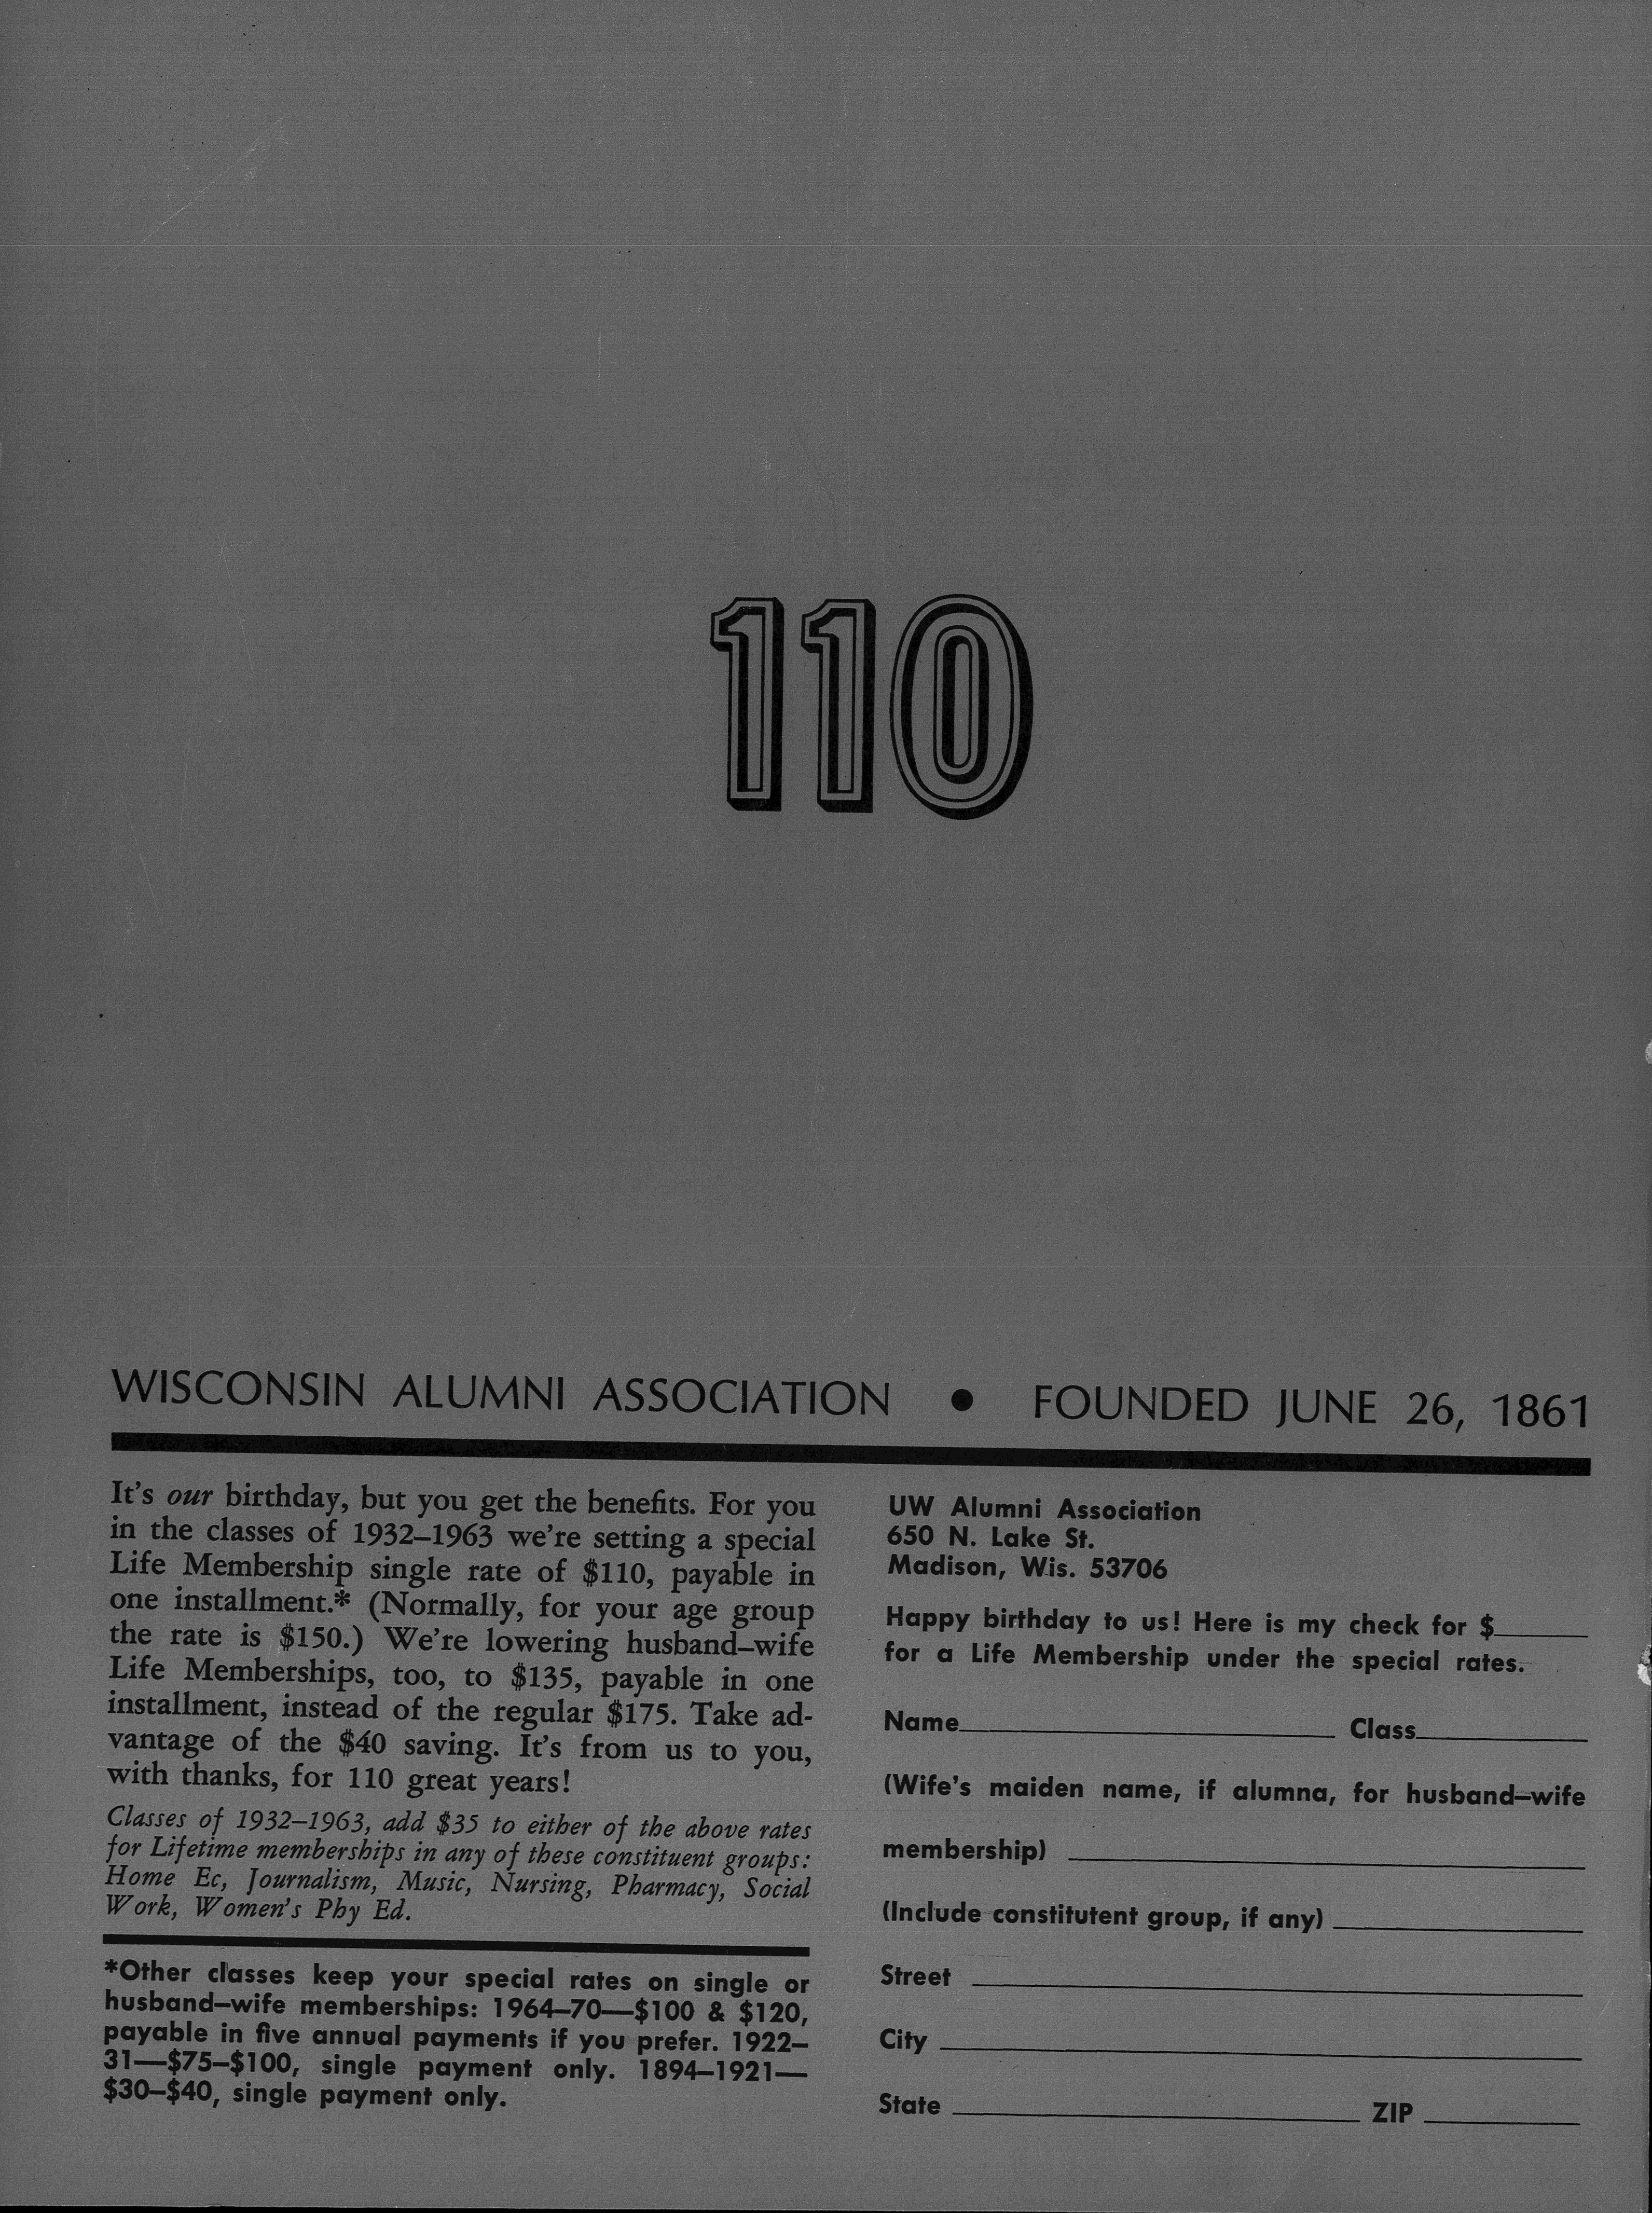 110
WISCONSIN ALUMNI ASSOCIATION • FOUNDED JUNE 26, 1861
It's our birthday, but you get the benefits. For you
in the classes of 1932–1963 we're setting a special
Life Membership single rate of $110, payable in
one installment.* (Normally, for your age group
the rate is $150.) We're lowering husband–wife
Life Memberships, too, to $135, payable in one
installment, instead of the regular $175. Take ad-
vantage of the $40 saving. It's from us to you,
with thanks, for 110 great years!
Classes of 1932–1963, add $35 to either of the above rates
for Lifetime memberships in any of these constituent groups:
Home Ec, Journalism, Music, Nursing, Pharmacy, Social
Work, Women's Phy Ed.
*Other classes keep your special rates on single or
husband–wife memberships: 1964–70—$100 & $120,
payable in five annual payments if you prefer. 1922–
31—$75–$100, single payment only. 1894–1921—
$30–$40, single payment only.
UW Alumni Association
650 N. Lake St.
Madison, Wis. 53706
Happy birthday to us! Here is my check for $______
for a Life Membership under the special rates.
Name______ Class______
(Wife's maiden name, if alumna, for husband–wife
membership) ______
(Include constitutent group, if any) ______
Street ______
City ______
State ______ ZIP ______